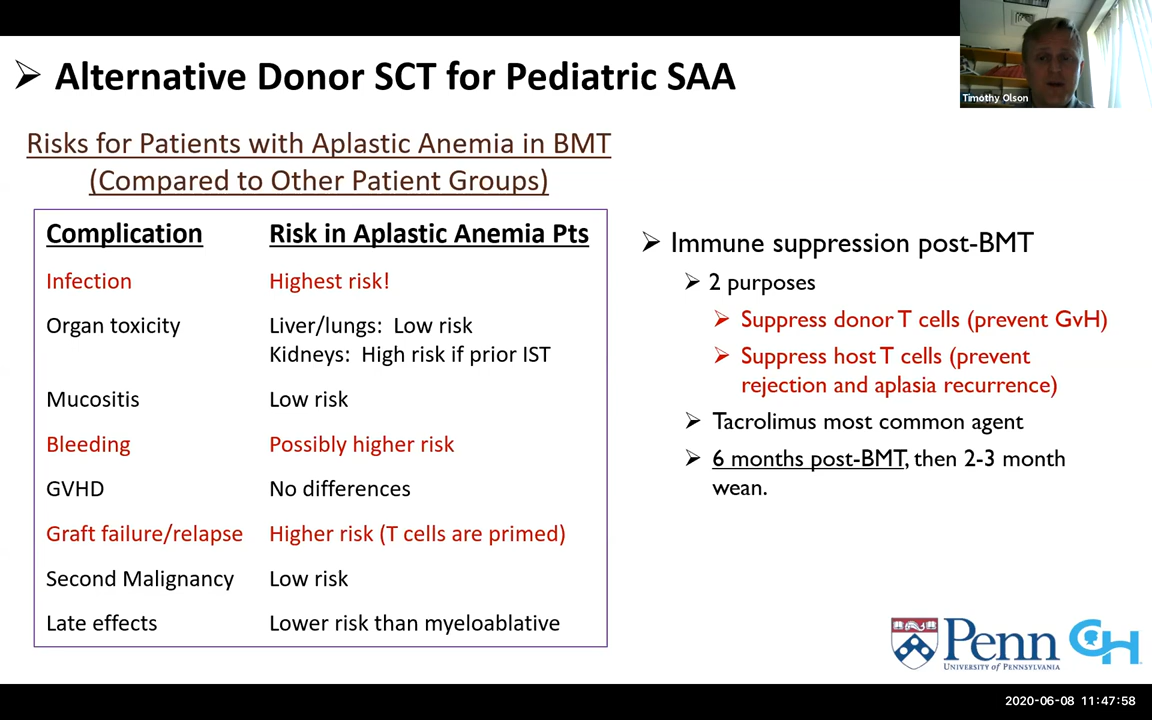 ➢ Alternative Donor SCT for Pediatric SAA
Timothy Olson
Risks for Patients with Aplastic Anemia in BMT
(Compared to Other Patient Groups)
Complication Risk in Aplastic Anemia Pts
Infection Highest risk!
Organ toxicity Liver/lungs: Low risk
Kidneys: High risk if prior IST
Mucositis Low risk
Bleeding Possibly higher risk
GVHD No differences
Graft failure/relapse Higher risk (T cells are primed)
Second Malignancy Low risk
Late effects Lower risk than myeloablative
➢ Immune suppression post-BMT
➢ 2 purposes
➢ Suppress donor T cells (prevent GvH)
➢ Suppress host T cells (prevent
rejection and aplasia recurrence)
➢ Tacrolimus most common agent
➢ 6 months post-BMT, then 2-3 month
wean.
Penn
UNIVERSITY OF PENNSYLVANIA
CH
2020-06-08 11:47:58